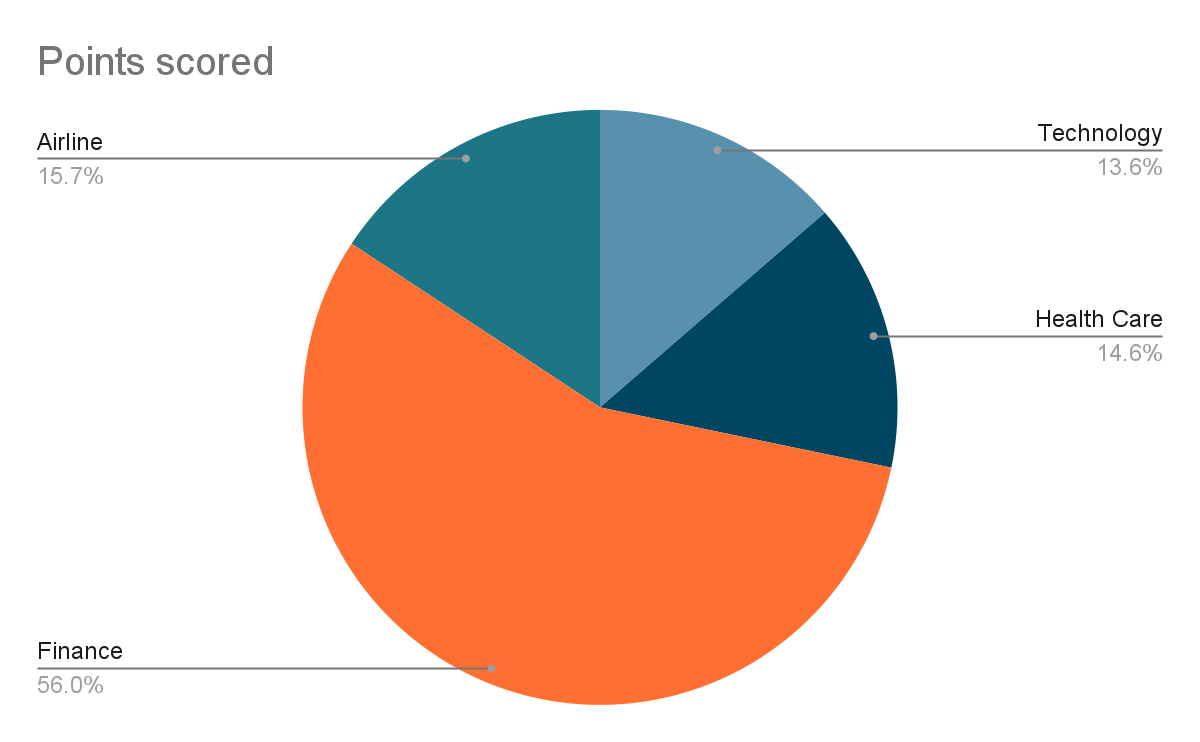 Points scored
Airline
15.7%
Technology
13.6%
Health Care
14.6%
Finance
56.0%